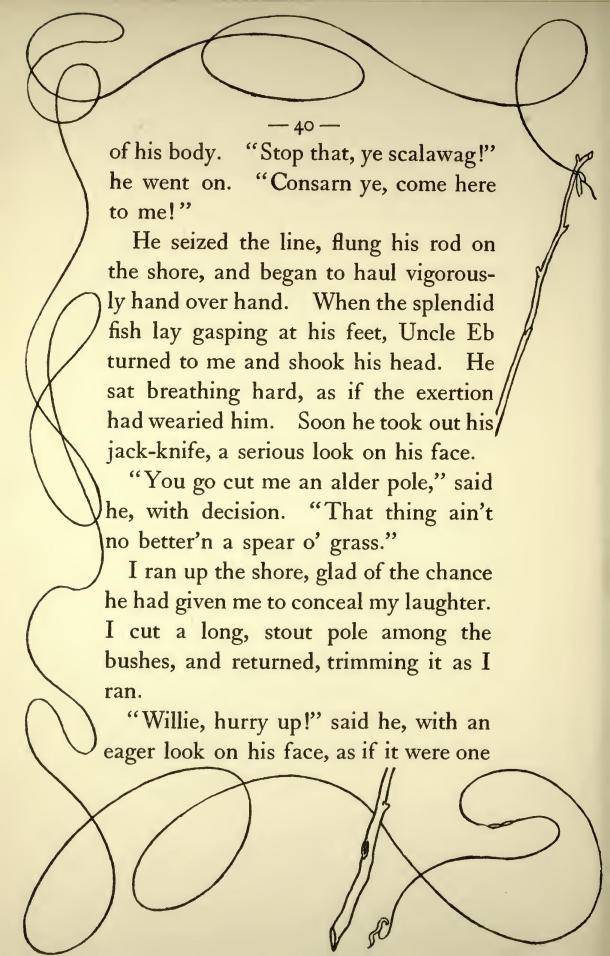 — 40 —
of his body. "Stop that, ye scalawag!"
he went on. "Consarn ye, come here
to me!"
He seized the line, flung his rod on
the shore, and began to haul vigorous-
ly hand over hand. When the splendid
fish lay gasping at his feet, Uncle Eb
turned to me and shook his head. He
sat breathing hard, as if the exertion
had wearied him. Soon he took out his
jack-knife, a serious look on his face.
"You go cut me an alder pole," said
he, with decision. "That thing ain't
no better'n a spear o' grass."
I ran up the shore, glad of the chance
he had given me to conceal my laughter.
I cut a long, stout pole among the
bushes, and returned, trimming it as I
ran.
"Willie, hurry up!" said he, with an
eager look on his face, as if it were one